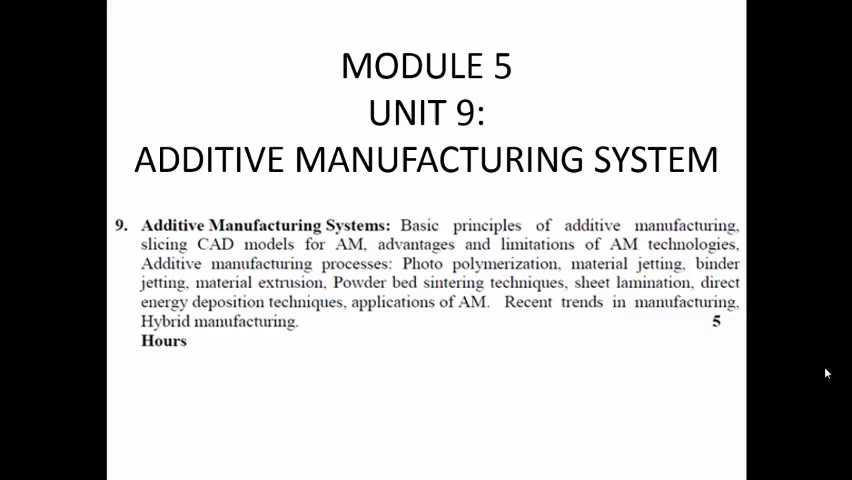 MODULE 5
UNIT 9:
ADDITIVE MANUFACTURING SYSTEM
9. Additive Manufacturing Systems: Basic principles of additive manufacturing,
slicing CAD models for AM, advantages and limitations of AM technologies,
Additive manufacturing processes: Photo polymerization, material jetting, binder
jetting, material extrusion, Powder bed sintering techniques, sheet lamination, direct
energy deposition techniques, applications of AM. Recent trends in manufacturing,
Hybrid manufacturing. 5
Hours